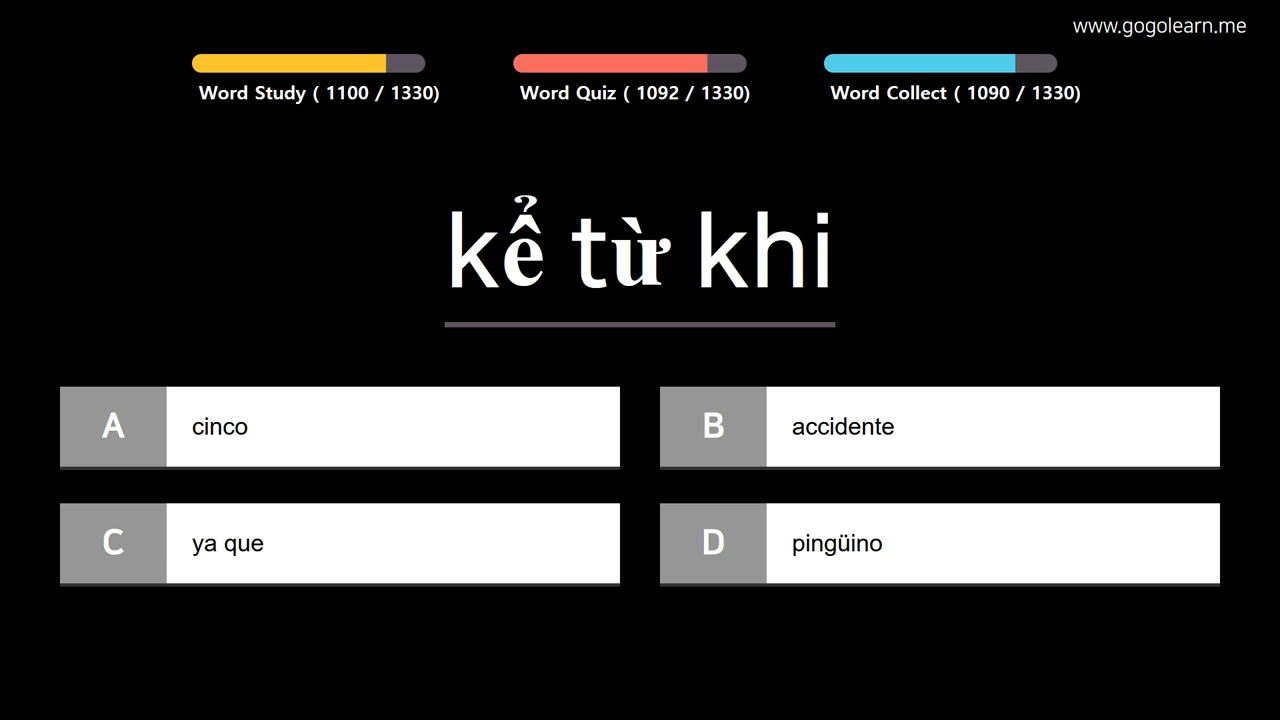 www.gogolearn.me
Word Study ( 1100 / 1330)
Word Quiz ( 1092 / 1330)
Word Collect ( 1090 / 1330)
kể từ khi
A cinco
B accidente
C ya que
D pingüino